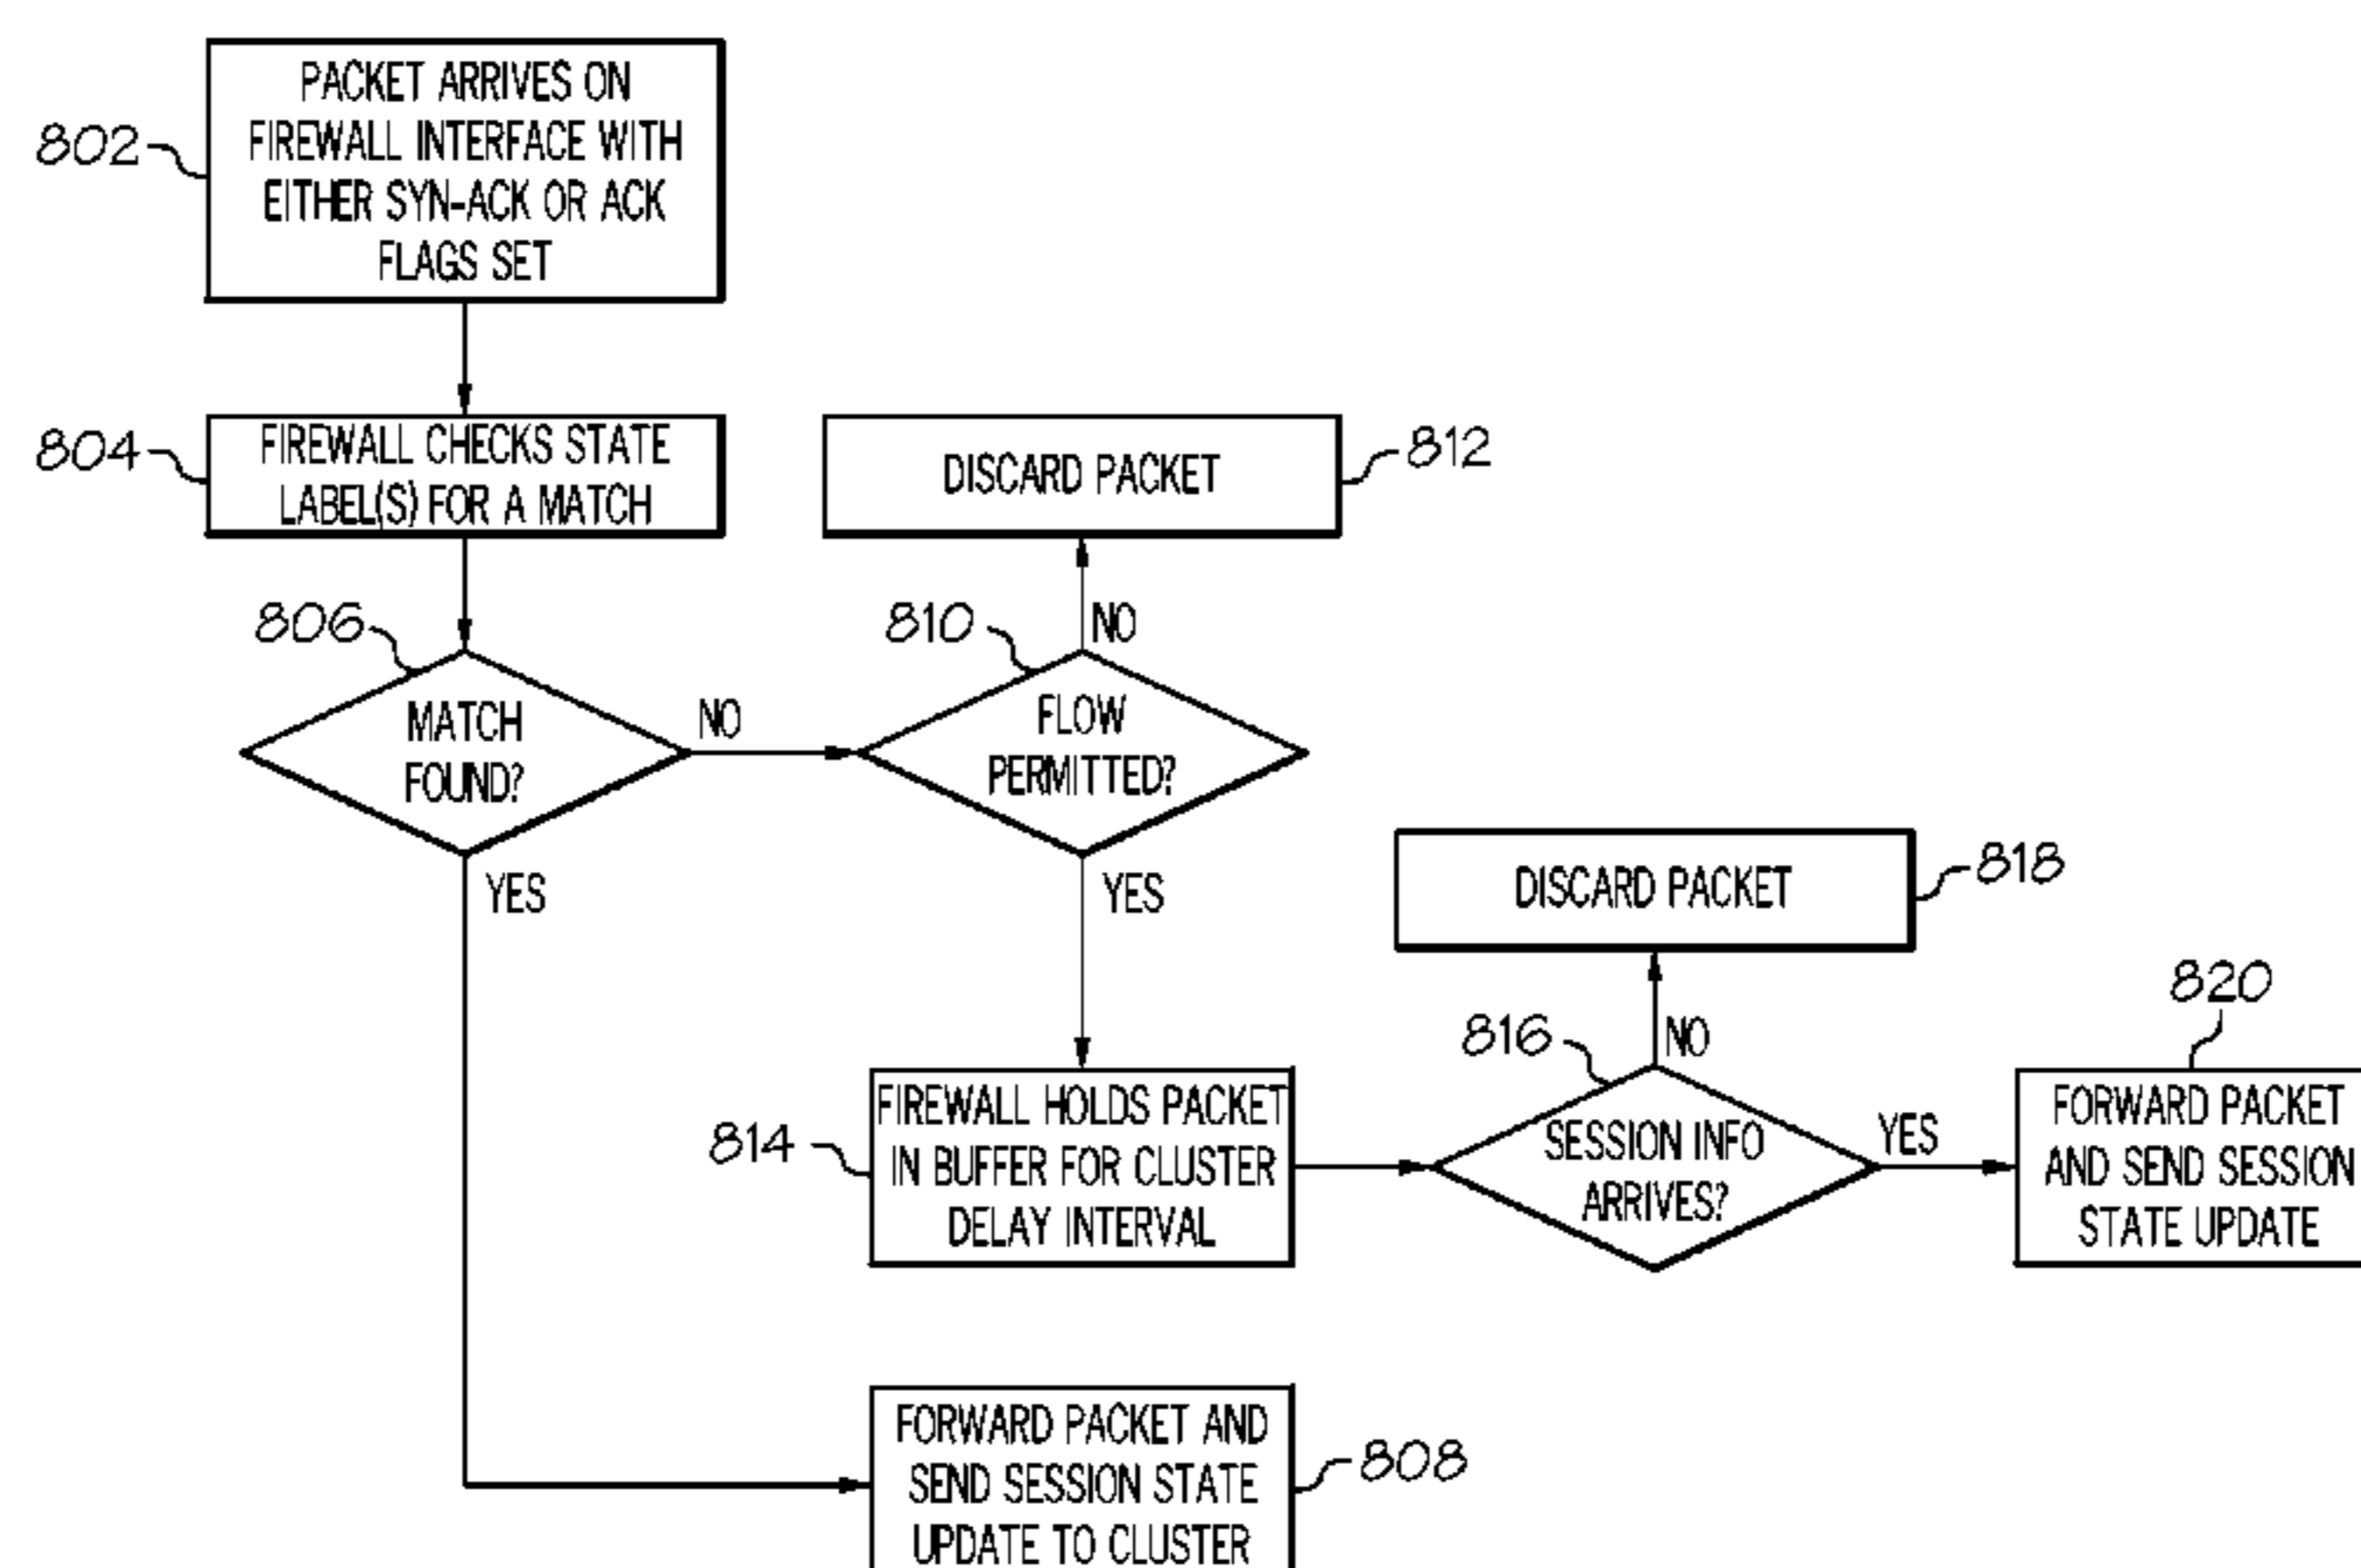 802
PACKET ARRIVES ON
FIREWALL INTERFACE WITH
EITHER SYN-ACK OR ACK
FLAGS SET
804
FIREWALL CHECKS STATE
LABEL(S) FOR A MATCH
DISCARD PACKET
812
806
MATCH
FOUND?
NO
YES
810
FLOW
PERMITTED?
NO
YES
DISCARD PACKET
818
814
FIREWALL HOLDS PACKET
IN BUFFER FOR CLUSTER
DELAY INTERVAL
816
SESSION INFO
ARRIVES?
NO
YES
820
FORWARD PACKET
AND SEND SESSION
STATE UPDATE
FORWARD PACKET AND
SEND SESSION STATE
UPDATE TO CLUSTER
808